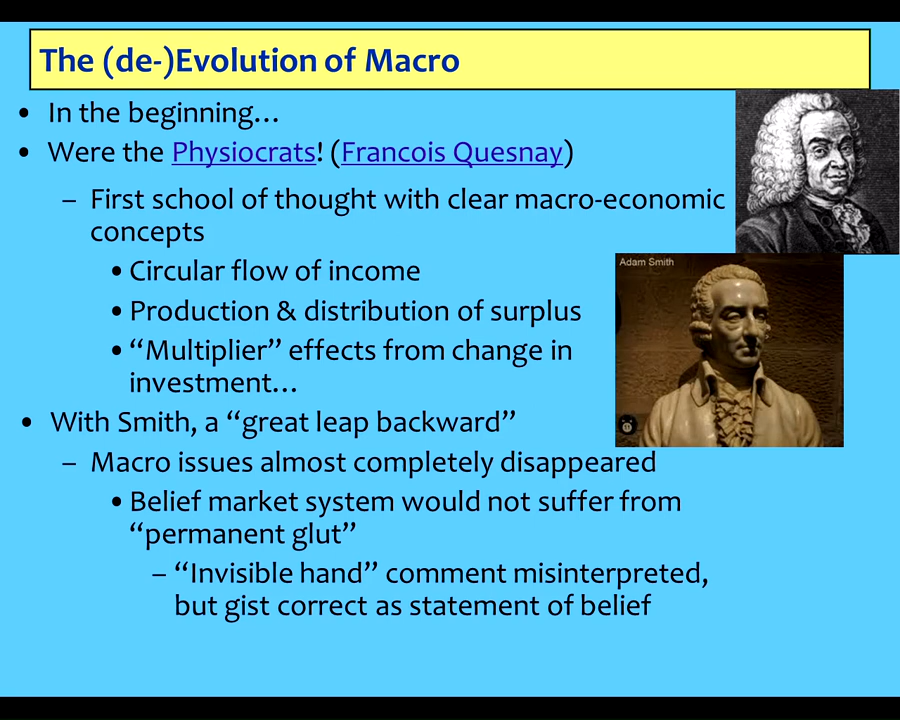 The (de-)Evolution of Macro
• In the beginning…
• Were the Physiocrats! (Francois Quesnay)
– First school of thought with clear macro-economic
concepts
• Circular flow of income
Adam Smith
• Production & distribution of surplus
• “Multiplier” effects from change in
investment…
• With Smith, a “great leap backward”
– Macro issues almost completely disappeared
• Belief market system would not suffer from
“permanent glut”
– “Invisible hand” comment misinterpreted,
but gist correct as statement of belief